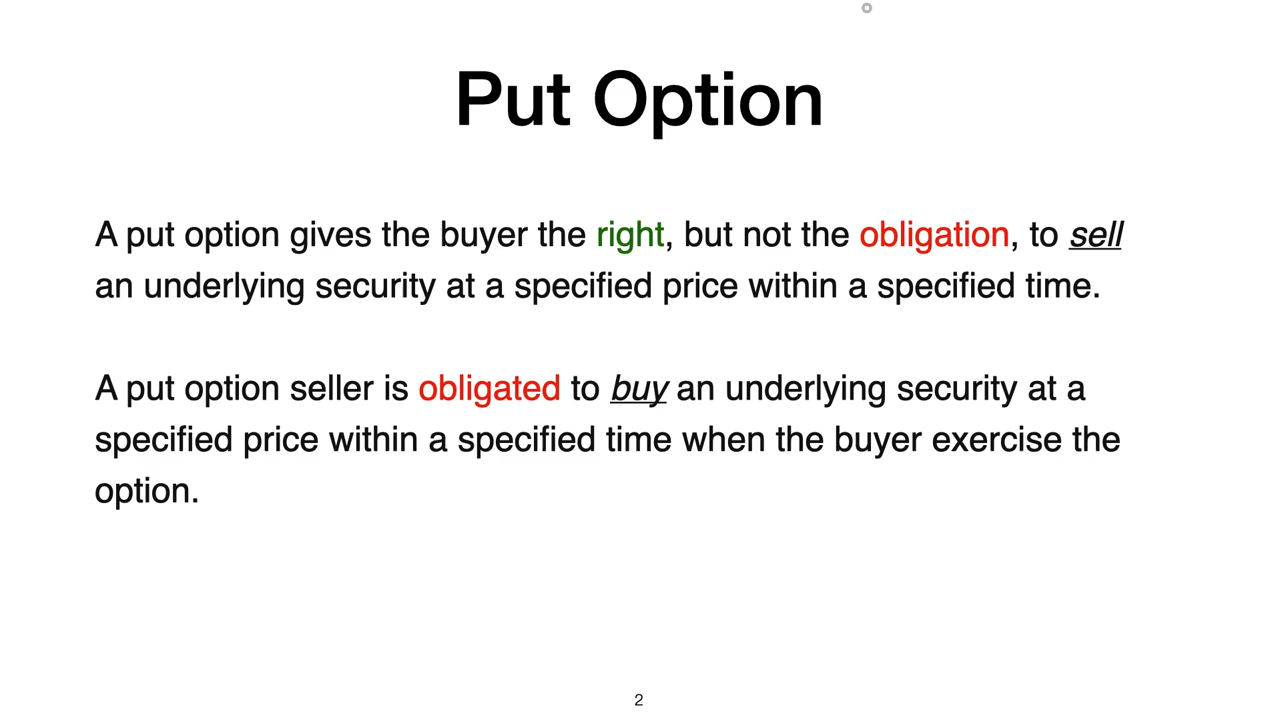 Put Option
A put option gives the buyer the right, but not the obligation, to sell
an underlying security at a specified price within a specified time.
A put option seller is obligated to buy an underlying security at a
specified price within a specified time when the buyer exercise the
option.
2